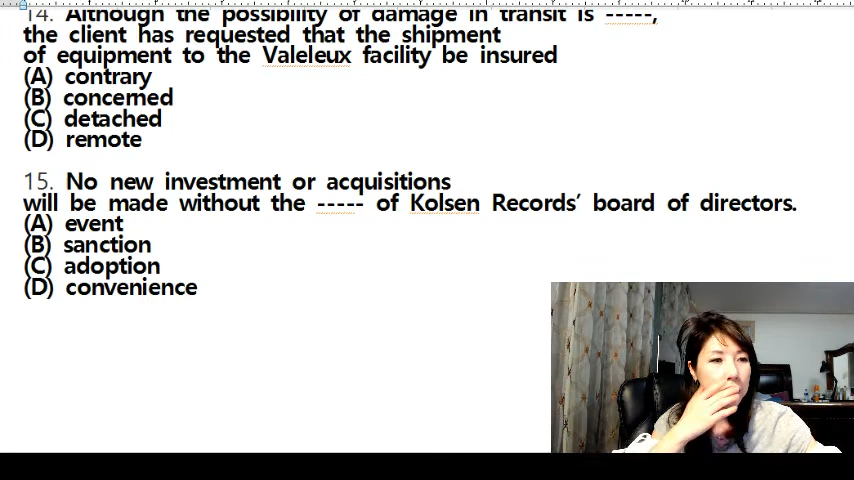 14. Although the possibility of damage in transit is -----,
the client has requested that the shipment
of equipment to the Valeleux facility be insured
(A) contrary
(B) concerned
(C) detached
(D) remote
15. No new investment or acquisitions
will be made without the ----- of Kolsen Records’ board of directors.
(A) event
(B) sanction
(C) adoption
(D) convenience